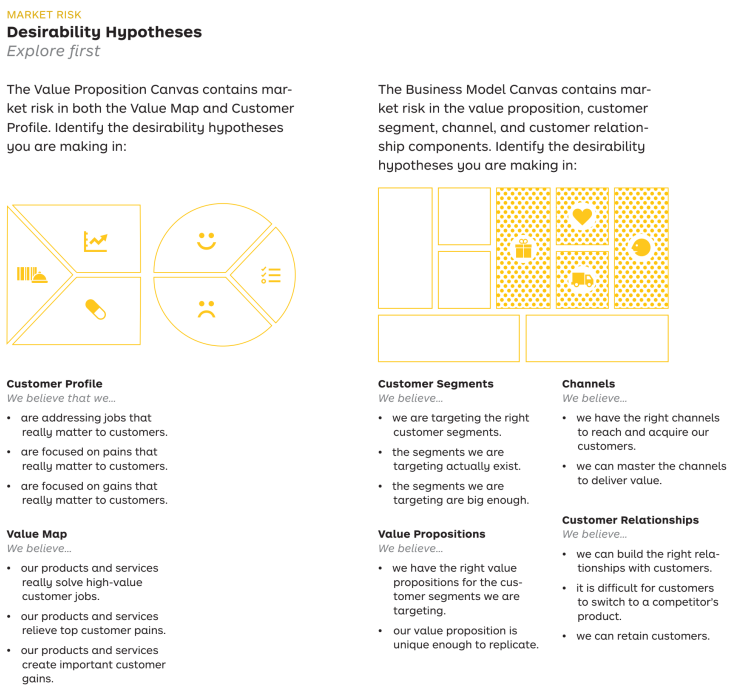 MARKET RISK
Desirability Hypotheses
Explore first
The Value Proposition Canvas contains mar-
ket risk in both the Value Map and Customer
Profile. Identify the desirability hypotheses
you are making in:
The Business Model Canvas contains mar-
ket risk in the value proposition, customer
segment, channel, and customer relation-
ship components. Identify the desirability
hypotheses you are making in:
Customer Profile
We believe that we...
• are addressing jobs that
really matter to customers.
• are focused on pains that
really matter to customers.
• are focused on gains that
really matter to customers.
Value Map
We believe...
• our products and services
really solve high-value
customer jobs.
• our products and services
relieve top customer pains.
• our products and services
create important customer
gains.
Customer Segments
We believe...
• we are targeting the right
customer segments.
• the segments we are
targeting actually exist.
• the segments we are
targeting are big enough.
Value Propositions
We believe...
• we have the right value
propositions for the cus-
tomer segments we are
targeting.
• our value proposition is
unique enough to replicate.
Channels
We believe...
• we have the right channels
to reach and acquire our
customers.
• we can master the channels
to deliver value.
Customer Relationships
We believe...
• we can build the right rela-
tionships with customers.
• it is difficult for customers
to switch to a competitor's
product.
• we can retain customers.